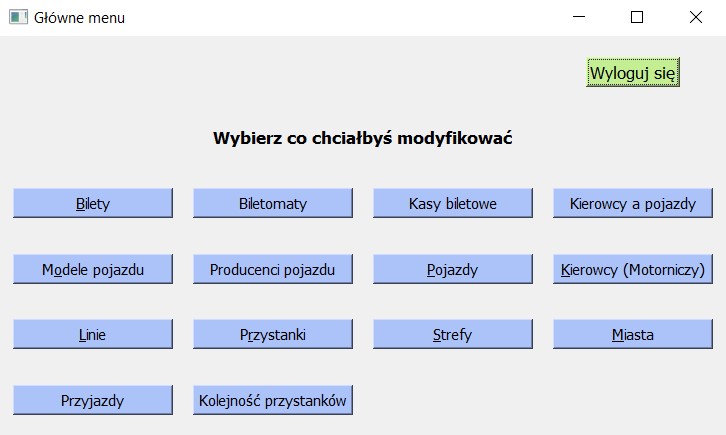 Główne menu
Wyloguj się
Wybierz co chciałbyś modyfikować
Bilety Biletomaty Kasy biletowe Kierowcy a pojazdy
Modele pojazdu Producenci pojazdu Pojazdy Kierowcy (Motorniczy)
Linie Przystanki Strefy Miasta
Przyjazdy Kolejność przystanków